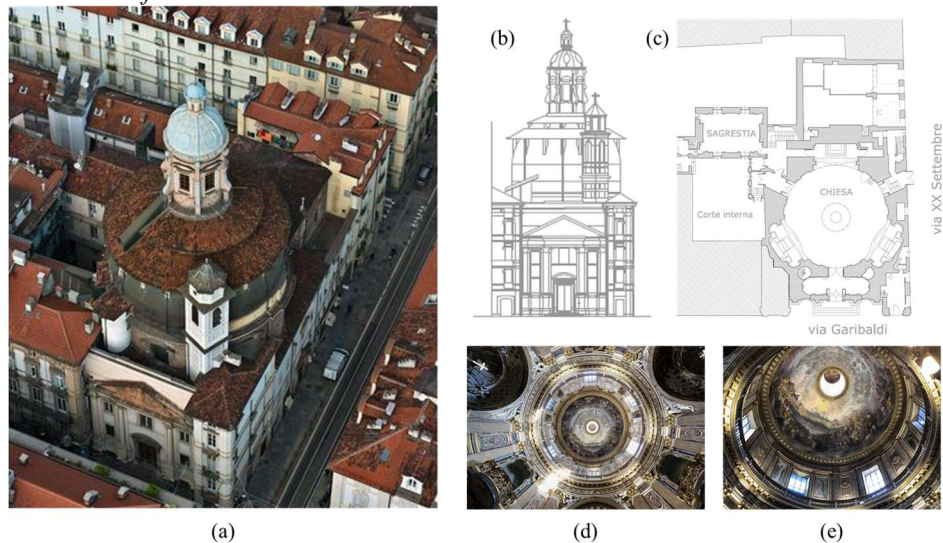 (b)
(c)
SAGRESTIA
CHIESA
Corte interna
via XX Settembre
via Garibaldi
(a)
(d)
(e)